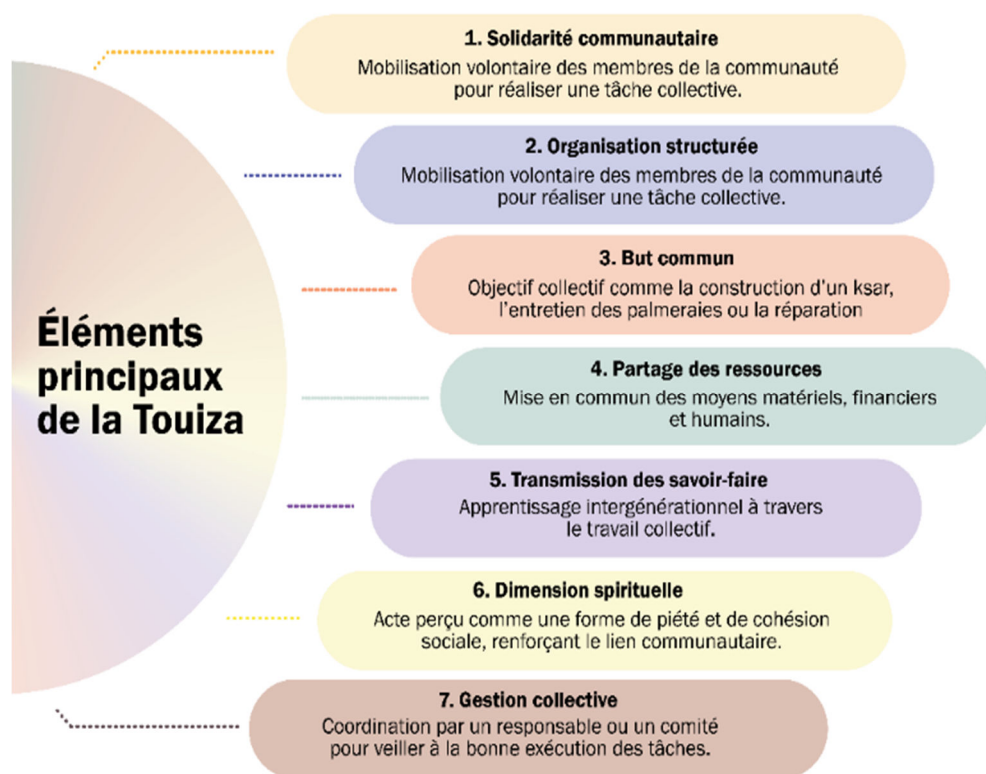 1. Solidarité communautaire
Mobilisation volontaire des membres de la communauté
pour réaliser une tâche collective.
2. Organisation structurée
Mobilisation volontaire des membres de la communauté
pour réaliser une tâche collective.
3. But commun
Objectif collectif comme la construction d'un ksar,
l'entretien des palmeraies ou la réparation
Éléments
principaux
de la Touiza
4. Partage des ressources
Mise en commun des moyens matériels, financiers
et humains.
5. Transmission des savoir-faire
Apprentissage intergénérationnel à travers
le travail collectif.
6. Dimension spirituelle
Acte perçu comme une forme de piété et de cohésion
sociale, renforçant le lien communautaire.
7. Gestion collective
Coordination par un responsable ou un comité
pour veiller à la bonne exécution des tâches.